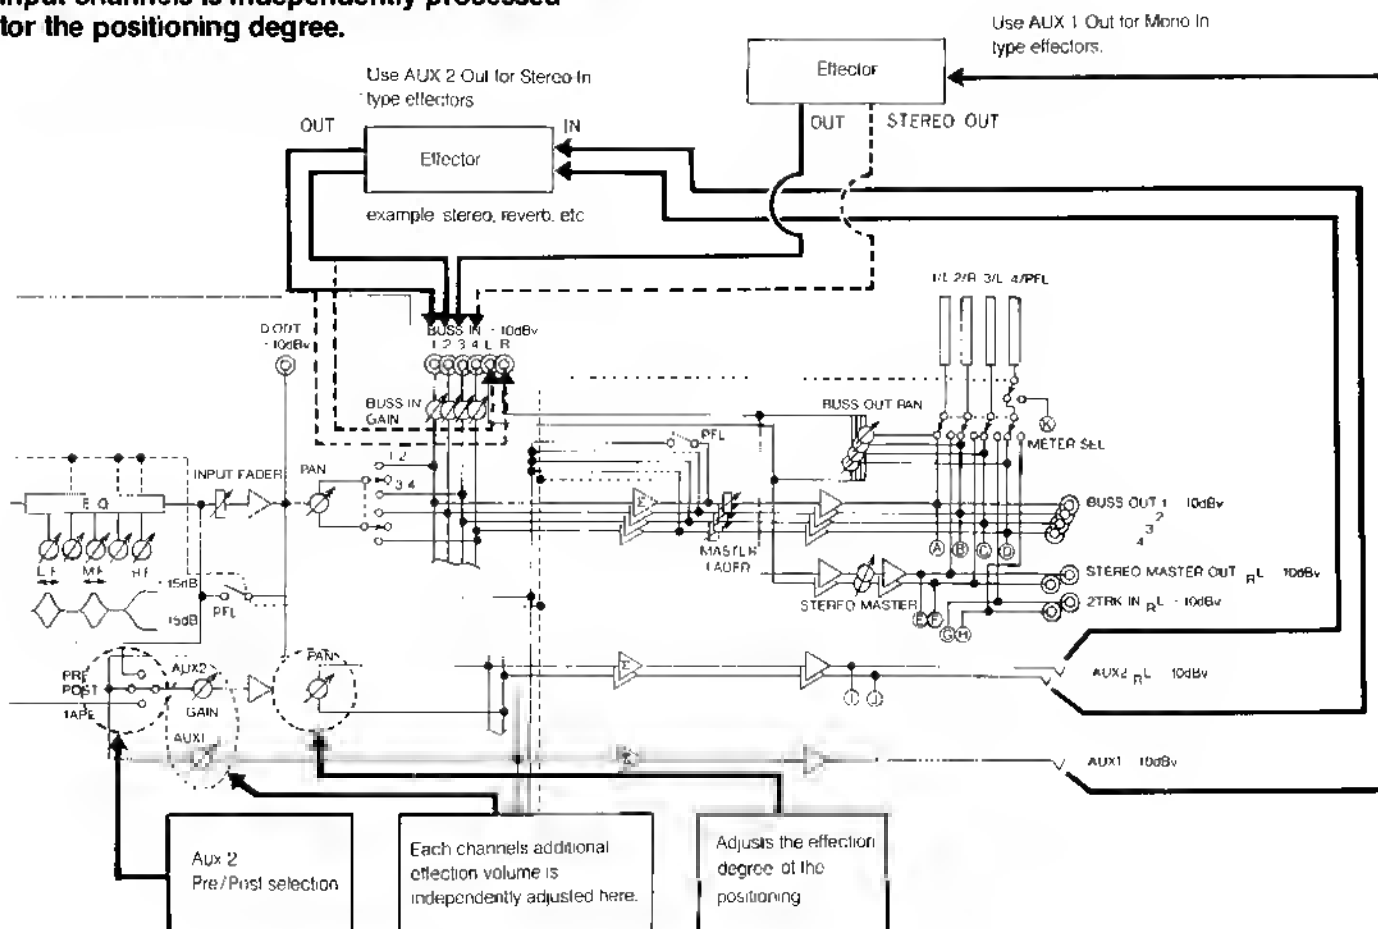 input channels is independently processed
for the positioning degree.
Use AUX 1 Out for Mono In
type effectors.
Effector
Use AUX 2 Out for Stereo In
type effectors
OUT
STEREO OUT
OUT
IN
Effector
example stereo, reverb, etc
1/L 2/R 3/L 4/PFL
D OUT
-10dBv
BUSS IN -10dBv
1 2 3 4 L R
BUSS IN
GAIN
BUSS OUT PAN
K
METER SEL
PFL
1 2
3 4
INPUT FADER
PAN
E Q
Σ
BUSS OUT 1 10dBv
2
3
4
MASTER
FADER
A B C D
LF MF HF
15dB
15dB
PFL
STEREO MASTER OUT L R 10dBv
STEREO MASTER
2TRK IN L R -10dBv
E F
G H
PRE
POST
TAPE
AUX2
GAIN
PAN
Σ
I J
AUX2 L R 10dBv
AUX1
Σ
AUX1 10dBv
Aux 2
Pre/Post selection
Each channels additional
effection volume is
independently adjusted here.
Adjusts the effection
degree of the
positioning